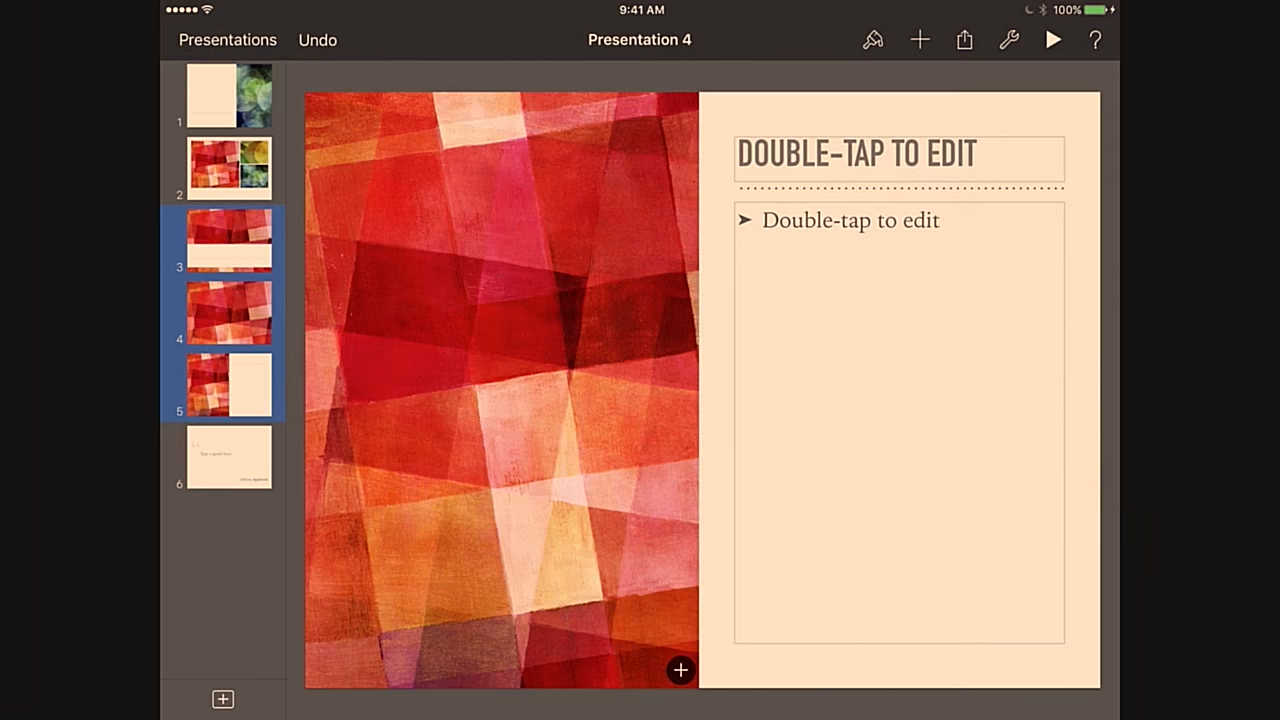 9:41 AM
100%
Presentations Undo
Presentation 4
?
1
2
3
4
5
6
DOUBLE-TAP TO EDIT
➤ Double-tap to edit